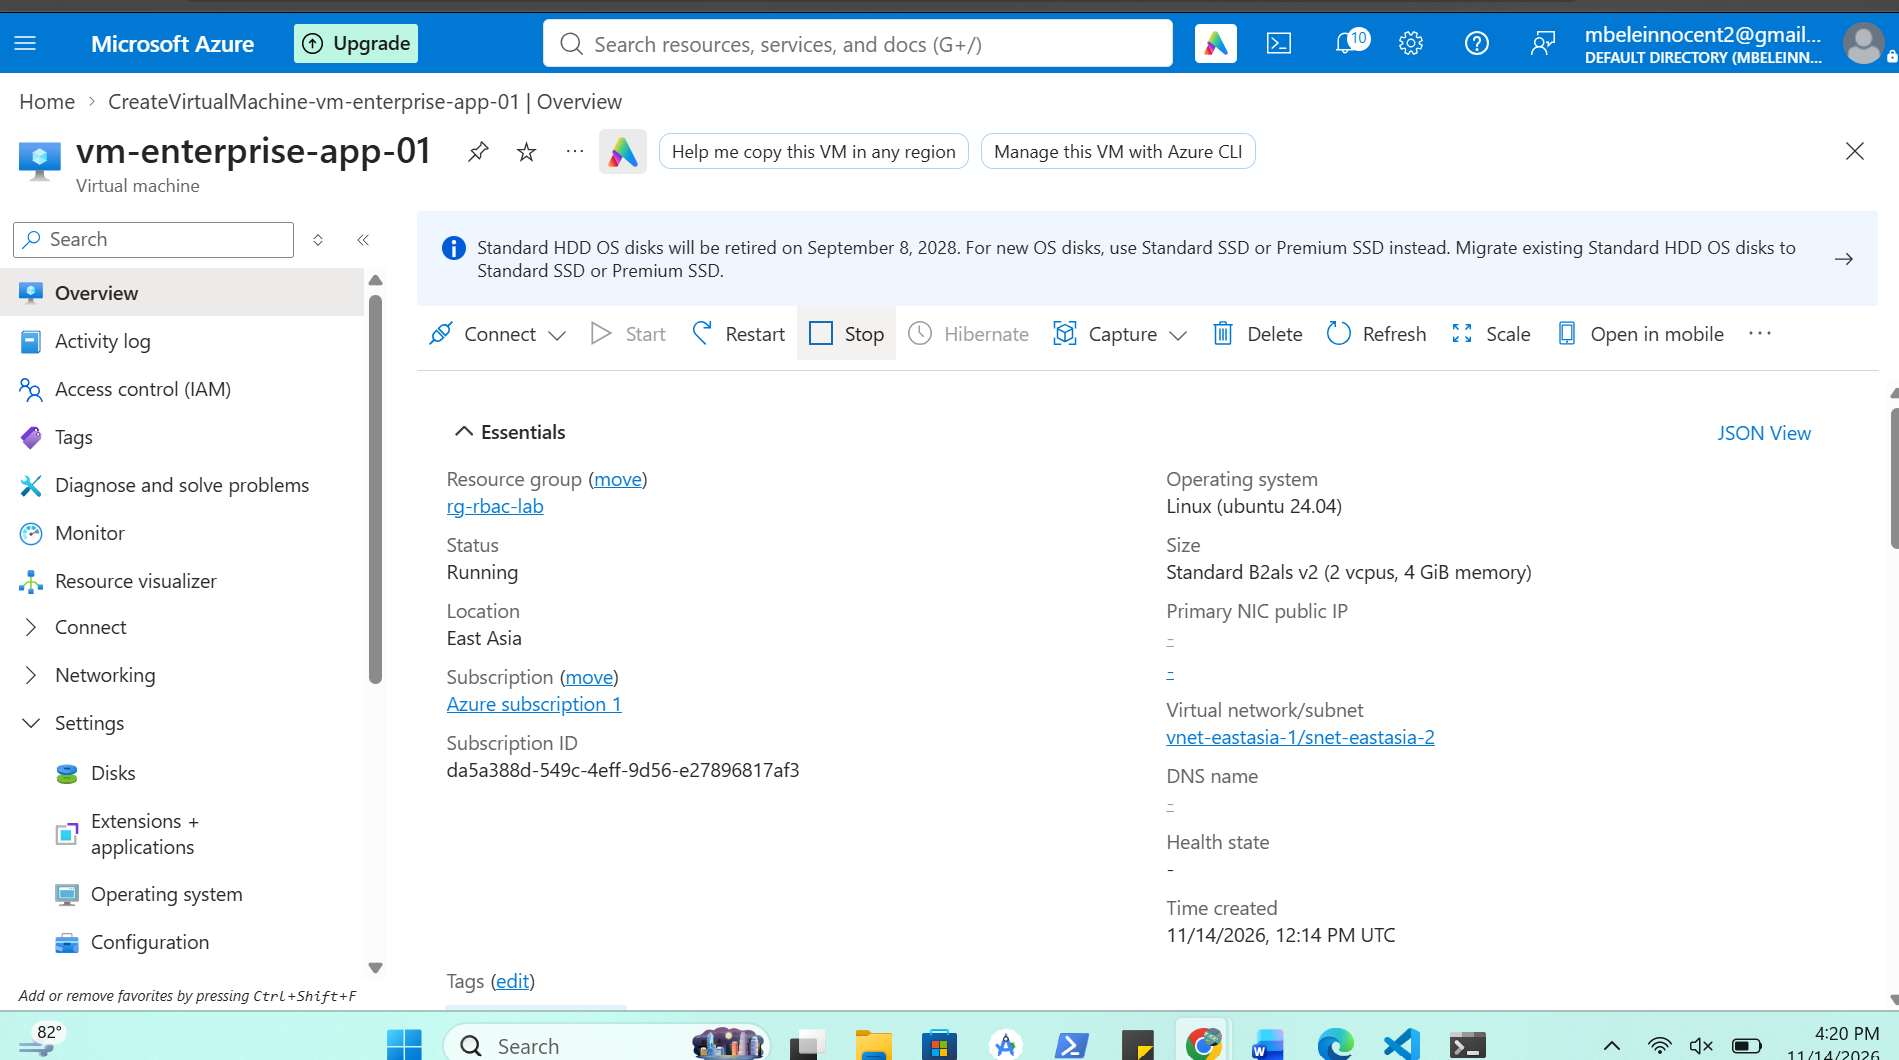 Microsoft Azure
Upgrade
Search resources, services, and docs (G+/)
10
mbeleinnocent2@gmail...
DEFAULT DIRECTORY (MBELEINN...
Home > CreateVirtualMachine-vm-enterprise-app-01 | Overview
vm-enterprise-app-01
Virtual machine
...
Help me copy this VM in any region
Manage this VM with Azure CLI
Search
Standard HDD OS disks will be retired on September 8, 2028. For new OS disks, use Standard SSD or Premium SSD instead. Migrate existing Standard HDD OS disks to
Standard SSD or Premium SSD.
Connect
Start
Restart
Stop
Hibernate
Capture
Delete
Refresh
Scale
Open in mobile
...
Overview
Activity log
Access control (IAM)
Tags
Diagnose and solve problems
Monitor
Resource visualizer
Connect
Networking
Settings
Disks
Extensions +
applications
Operating system
Configuration
Add or remove favorites by pressing Ctrl+Shift+F
Essentials
JSON View
Resource group (move)
rg-rbac-lab
Status
Running
Location
East Asia
Subscription (move)
Azure subscription 1
Subscription ID
da5a388d-549c-4eff-9d56-e27896817af3
Operating system
Linux (ubuntu 24.04)
Size
Standard B2als v2 (2 vcpus, 4 GiB memory)
Primary NIC public IP
-
-
Virtual network/subnet
vnet-eastasia-1/snet-eastasia-2
DNS name
-
Health state
-
Time created
11/14/2026, 12:14 PM UTC
Tags (edit)
82°
Search
4:20 PM
11/14/2026